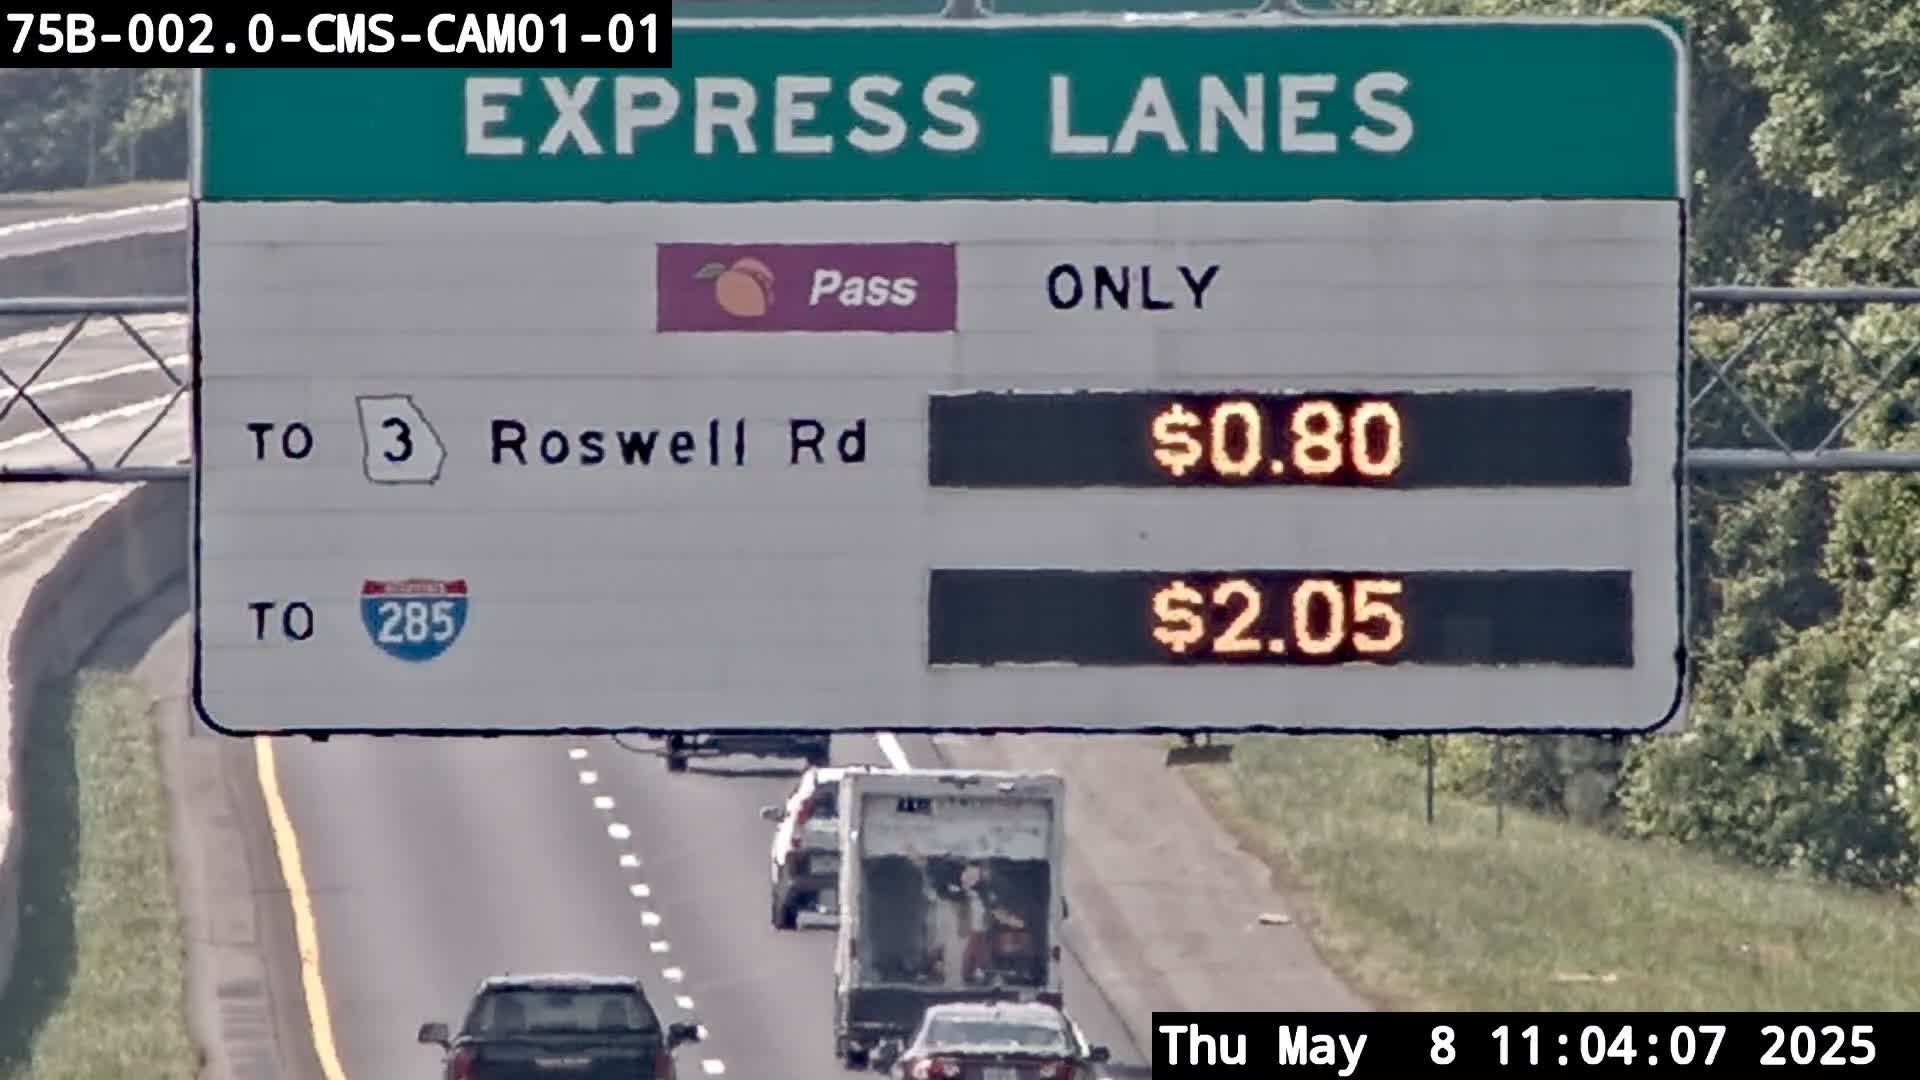 75B-002.0-CMS-CAM01-01
EXPRESS LANES
Pass ONLY
TO 3 Roswell Rd $0.80
TO 285 $2.05
Thu May 8 11:04:07 2025